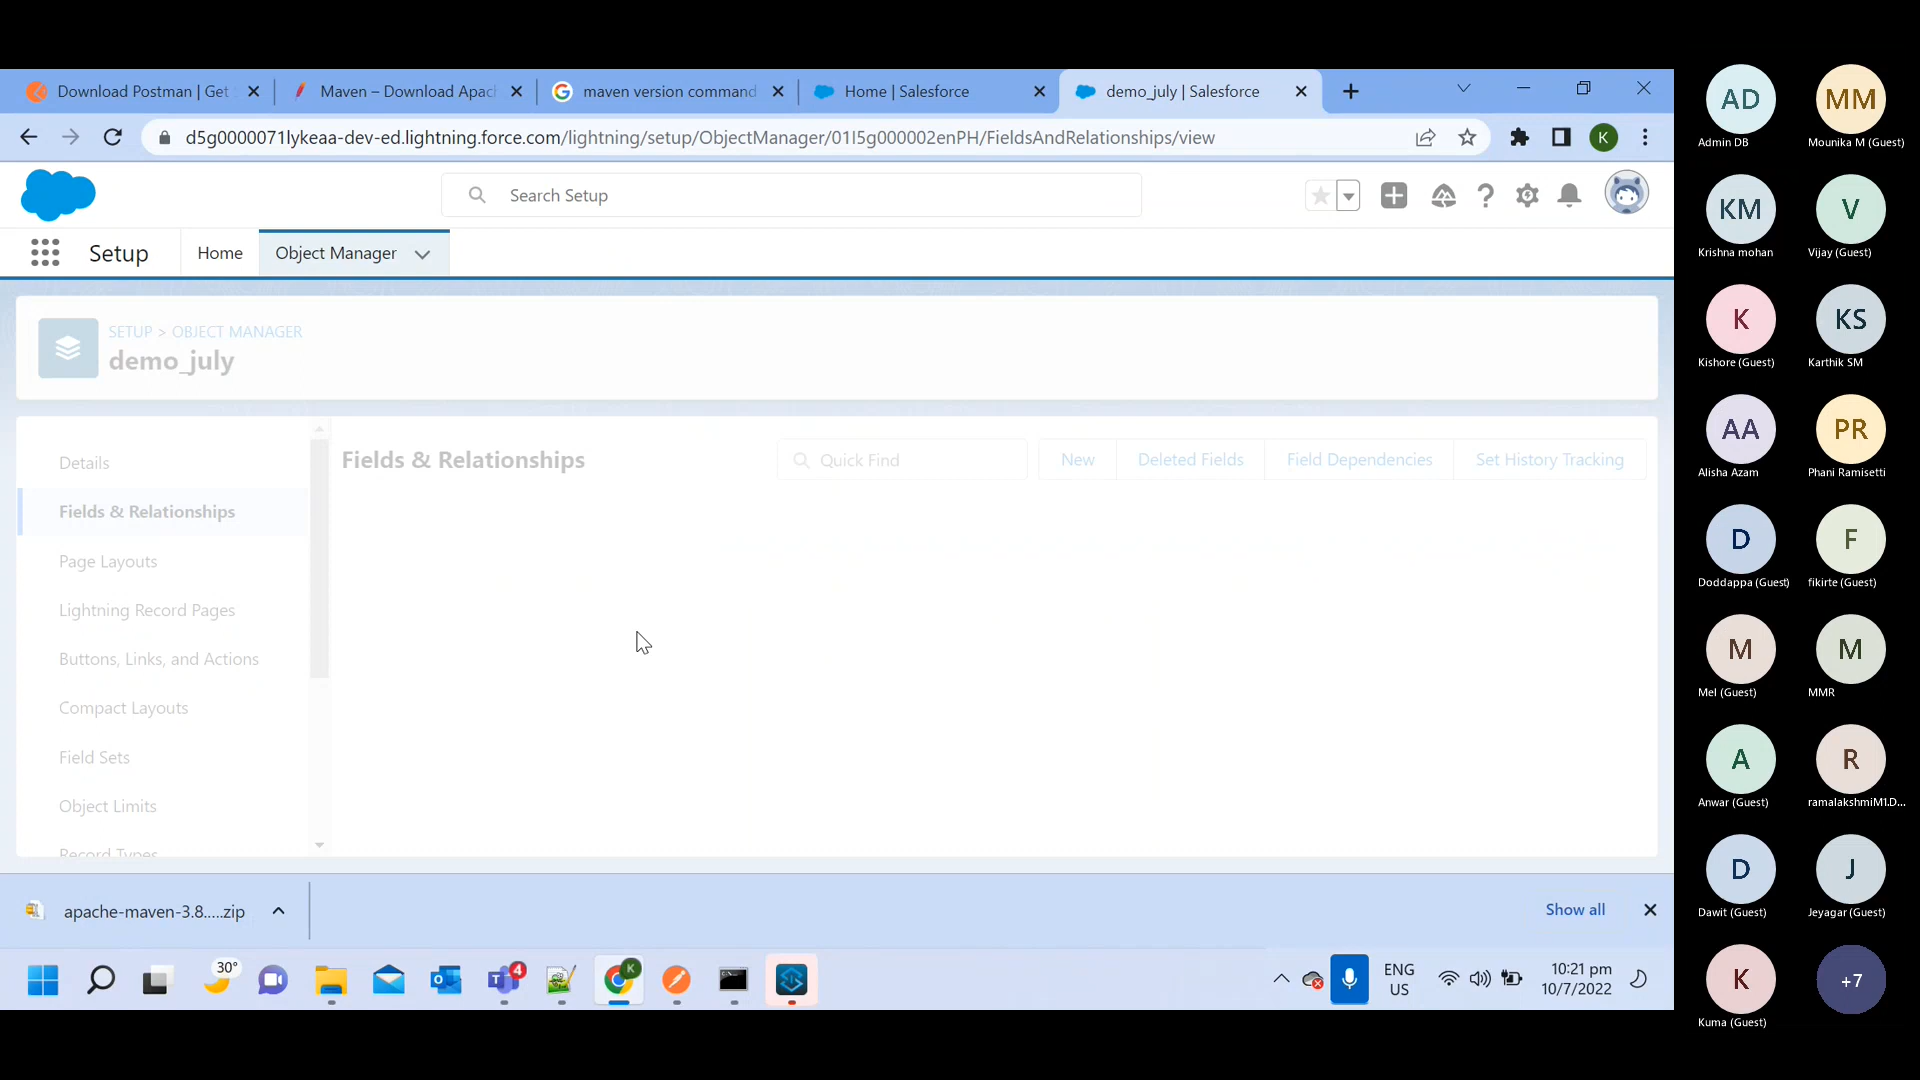 Download Postman | Get
Maven – Download Apac
maven version command
Home | Salesforce
demo_july | Salesforce
d5g0000071lykeaa-dev-ed.lightning.force.com/lightning/setup/ObjectManager/01I5g000002enPH/FieldsAndRelationships/view
K
Search Setup
Setup
Home
Object Manager
SETUP > OBJECT MANAGER
demo_july
Details
Fields & Relationships
Page Layouts
Lightning Record Pages
Buttons, Links, and Actions
Compact Layouts
Field Sets
Object Limits
Record Types
Fields & Relationships
Quick Find
New
Deleted Fields
Field Dependencies
Set History Tracking
apache-maven-3.8.....zip
Show all
30°
4
K
ENG
US
10:21 pm
10/7/2022
AD
Admin DB
MM
Mounika M (Guest)
KM
Krishna mohan
V
Vijay (Guest)
K
Kishore (Guest)
KS
Karthik SM
AA
Alisha Azam
PR
Phani Ramisetti
D
Doddappa (Guest)
F
fikirte (Guest)
M
Mel (Guest)
M
MMR
A
Anwar (Guest)
R
ramalakshmiM1.D...
D
Dawit (Guest)
J
Jeyagar (Guest)
K
Kuma (Guest)
+7